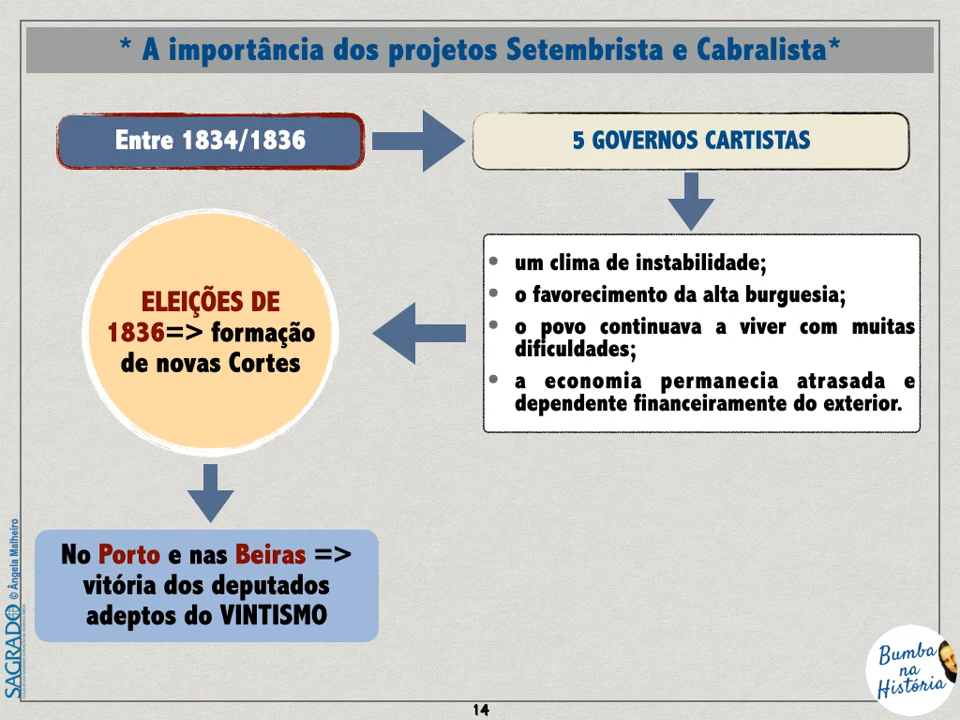 * A importância dos projetos Setembrista e Cabralista*
Entre 1834/1836
5 GOVERNOS CARTISTAS
• um clima de instabilidade;
• o favorecimento da alta burguesia;
• o povo continuava a viver com muitas
dificuldades;
• a economia permanecia atrasada e
dependente financeiramente do exterior.
ELEIÇÕES DE
1836=> formação
de novas Cortes
No Porto e nas Beiras =>
vitória dos deputados
adeptos do VINTISMO
SAGRADO
© Ângela Malheiro
Bumba
na
História
14